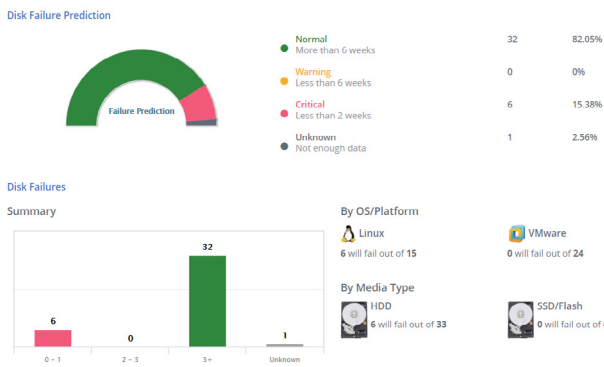 Disk Failure Prediction
Failure Prediction
Normal 32 82.05%
More than 6 weeks
Warning 0 0%
Less than 6 weeks
Critical 6 15.38%
Less than 2 weeks
Unknown 1 2.56%
Not enough data
Disk Failures
Summary
6
0
32
1
0 - 1 2 - 3 3+ Unknown
By OS/Platform
Linux VMware
6 will fail out of 15 0 will fail out of 24
By Media Type
HDD SSD/Flash
6 will fail out of 33 0 will fail out of